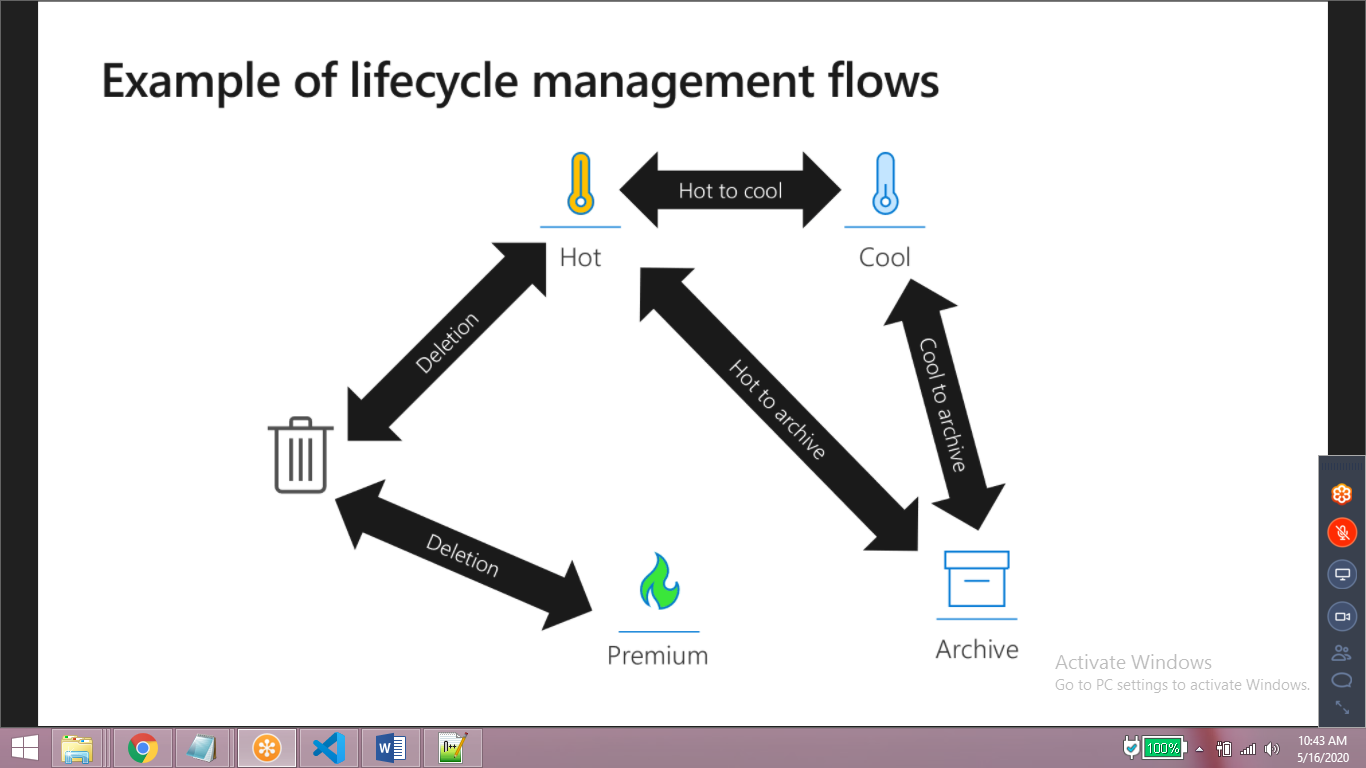 Example of lifecycle management flows
Hot to cool
Hot
Cool
Deletion
Hot to archive
Cool to archive
Deletion
Premium
Archive
Activate Windows
Go to PC settings to activate Windows.
100%
10:43 AM
5/16/2020